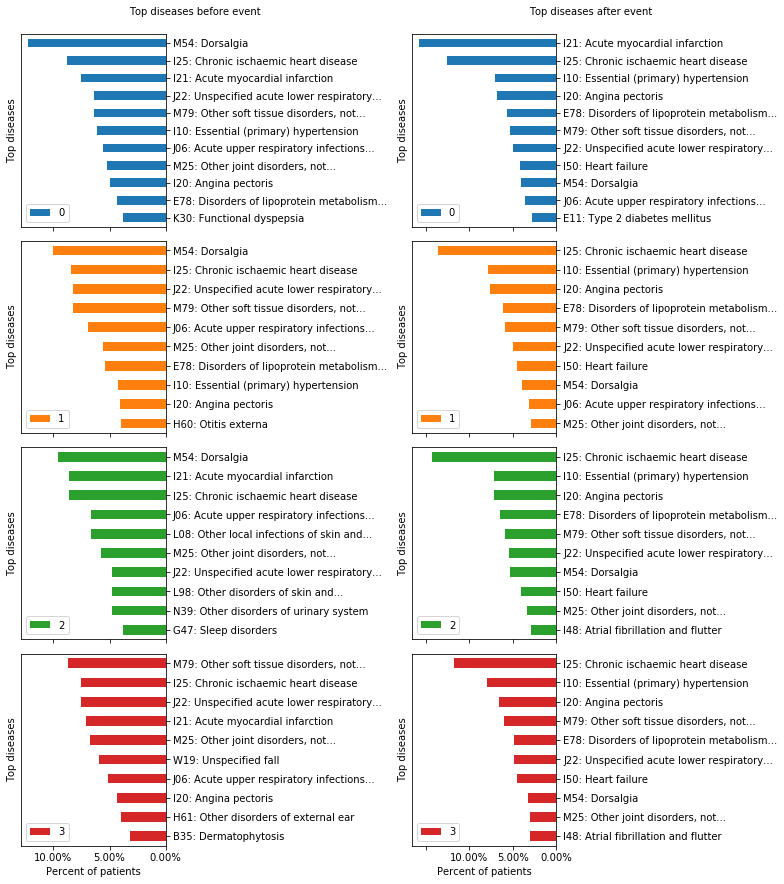 Top diseases before event
Top diseases
M54: Dorsalgia
I25: Chronic ischaemic heart disease
I21: Acute myocardial infarction
J22: Unspecified acute lower respiratory...
M79: Other soft tissue disorders, not...
I10: Essential (primary) hypertension
J06: Acute upper respiratory infections...
M25: Other joint disorders, not...
I20: Angina pectoris
E78: Disorders of lipoprotein metabolism...
K30: Functional dyspepsia
0
Top diseases after event
Top diseases
I21: Acute myocardial infarction
I25: Chronic ischaemic heart disease
I10: Essential (primary) hypertension
I20: Angina pectoris
E78: Disorders of lipoprotein metabolism...
M79: Other soft tissue disorders, not...
J22: Unspecified acute lower respiratory...
I50: Heart failure
M54: Dorsalgia
J06: Acute upper respiratory infections...
E11: Type 2 diabetes mellitus
0
Top diseases
M54: Dorsalgia
I25: Chronic ischaemic heart disease
J22: Unspecified acute lower respiratory...
M79: Other soft tissue disorders, not...
J06: Acute upper respiratory infections...
M25: Other joint disorders, not...
E78: Disorders of lipoprotein metabolism...
I10: Essential (primary) hypertension
I20: Angina pectoris
H60: Otitis externa
1
Top diseases
I25: Chronic ischaemic heart disease
I10: Essential (primary) hypertension
I20: Angina pectoris
E78: Disorders of lipoprotein metabolism...
M79: Other soft tissue disorders, not...
J22: Unspecified acute lower respiratory...
I50: Heart failure
M54: Dorsalgia
J06: Acute upper respiratory infections...
M25: Other joint disorders, not...
1
Top diseases
M54: Dorsalgia
I21: Acute myocardial infarction
I25: Chronic ischaemic heart disease
J06: Acute upper respiratory infections...
L08: Other local infections of skin and...
M25: Other joint disorders, not...
J22: Unspecified acute lower respiratory...
L98: Other disorders of skin and...
N39: Other disorders of urinary system
G47: Sleep disorders
2
Top diseases
I25: Chronic ischaemic heart disease
I10: Essential (primary) hypertension
I20: Angina pectoris
E78: Disorders of lipoprotein metabolism...
M79: Other soft tissue disorders, not...
J22: Unspecified acute lower respiratory...
M54: Dorsalgia
I50: Heart failure
M25: Other joint disorders, not...
I48: Atrial fibrillation and flutter
2
Top diseases
M79: Other soft tissue disorders, not...
I25: Chronic ischaemic heart disease
J22: Unspecified acute lower respiratory...
I21: Acute myocardial infarction
M25: Other joint disorders, not...
W19: Unspecified fall
J06: Acute upper respiratory infections...
I20: Angina pectoris
H61: Other disorders of external ear
B35: Dermatophytosis
3
10.00% 5.00% 0.00%
Percent of patients
Top diseases
I25: Chronic ischaemic heart disease
I10: Essential (primary) hypertension
I20: Angina pectoris
M79: Other soft tissue disorders, not...
E78: Disorders of lipoprotein metabolism...
J22: Unspecified acute lower respiratory...
I50: Heart failure
M54: Dorsalgia
M25: Other joint disorders, not...
I48: Atrial fibrillation and flutter
3
10.00% 5.00% 0.00%
Percent of patients